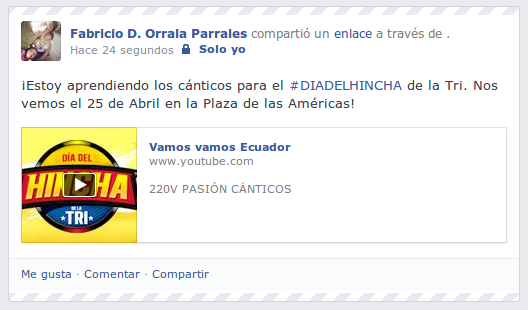 Fabricio D. Orrala Parrales compartió un enlace a través de .
Hace 24 segundos Solo yo
¡Estoy aprendiendo los cánticos para el #DIADELHINCHA de la Tri. Nos
vemos el 25 de Abril en la Plaza de las Américas!
DÍA DEL
HINCHA
DE LA
TRI
Vamos vamos Ecuador
www.youtube.com
220V PASIÓN CÁNTICOS
Me gusta · Comentar · Compartir